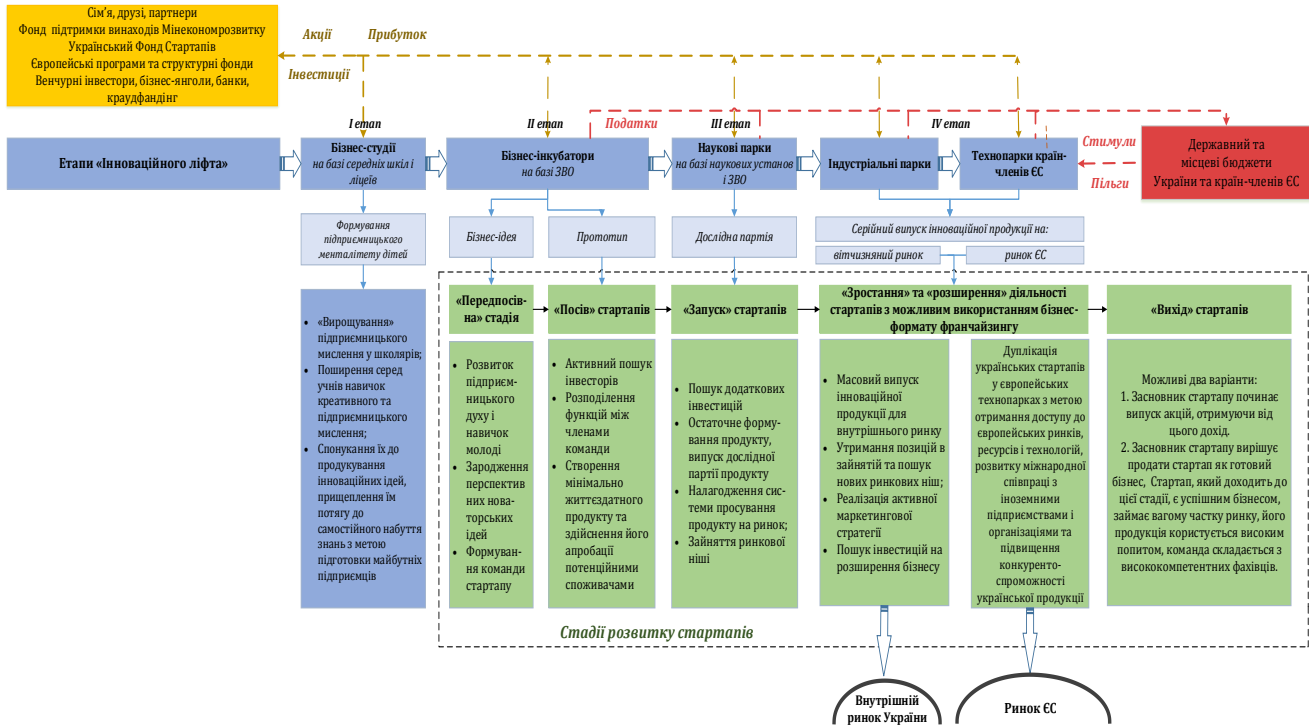 Сім’я, друзі, партнери
Фонд підтримки винаходів Мінекономрозвитку
Український Фонд Стартапів
Європейські програми та структурні фонди
Венчурні інвестори, бізнес-янголи, банки,
краудфандінг
Акції
Прибуток
Інвестиції
I етап
II етап
Податки
III етап
IV етап
Етапи «Інноваційного ліфта»
Бізнес-студії
на базі середніх шкіл і
ліцеїв
Бізнес-інкубатори
на базі ЗВО
Наукові парки
на базі наукових установ
і ЗВО
Індустріальні парки
Технопарки країн-
членів ЄС
Стимули
Пільги
Державний та
місцеві бюджети
України та країн-членів ЄС
Формування
підприємницького
менталітету дітей
Бізнес-ідея
Прототип
Дослідна партія
Серійний випуск інноваційної продукції на:
вітчизняний ринок
ринок ЄС
• «Вирощування»
підприємницького
мислення у школярів;
• Поширення серед
учнів навичок
креативного та
підприємницького
мислення;
• Спонукання їх до
продукування
інноваційних ідей,
прищеплення їм
потягу до
самостійного набуття
знань з метою
підготовки майбутніх
підприємців
«Передпосів-
на» стадія
«Посів» стартапів
«Запуск» стартапів
«Зростання» та «розширення» діяльності
стартапів з можливим використанням бізнес-
формату франчайзингу
«Вихід» стартапів
• Розвиток
підприєм-
ницького
духу і
навичок
молоді
• Зародження
перспектив
них нова-
торських
ідей
• Формуван-
ня команди
стартапу
• Активний пошук
інвесторів
• Розподілення
функцій між
членами
команди
• Створення
мінімально
життєздатного
продукту та
здійснення його
апробації
потенційними
споживачами
• Пошук додаткових
інвестицій
• Остаточне форму-
вання продукту,
випуск дослідної
партії продукту
• Налагодження сис-
теми просування
продукту на ринок;
• Зайняття ринкової
ніші
• Масовий випуск
інноваційної
продукції для
внутрішнього ринку
• Утримання позицій в
зайнятій та пошук
нових ринкових ніш;
• Реалізація активної
маркетингової
стратегії
• Пошук інвестицій на
розширення бізнесу
Дуплікація
українських стартапів
у європейських
технопарках з метою
отримання доступу до
європейських ринків,
ресурсів і технологій,
розвитку міжнародної
співпраці з
іноземними
підприємствами і
організаціями та
підвищення
конкуренто-
спроможності
української продукції
Можливі два варіанти:
1. Засновник стартапу починає
випуск акцій, отримуючи від
цього дохід.
2. Засновник стартапу вирішує
продати стартап як готовий
бізнес, Стартап, який доходить до
цієї стадії, є успішним бізнесом,
займає вагому частку ринку, його
продукція користується високим
попитом, команда складається з
висококомпетентних фахівців.
Стадії розвитку стартапів
Внутрішній
ринок України
Ринок ЄС